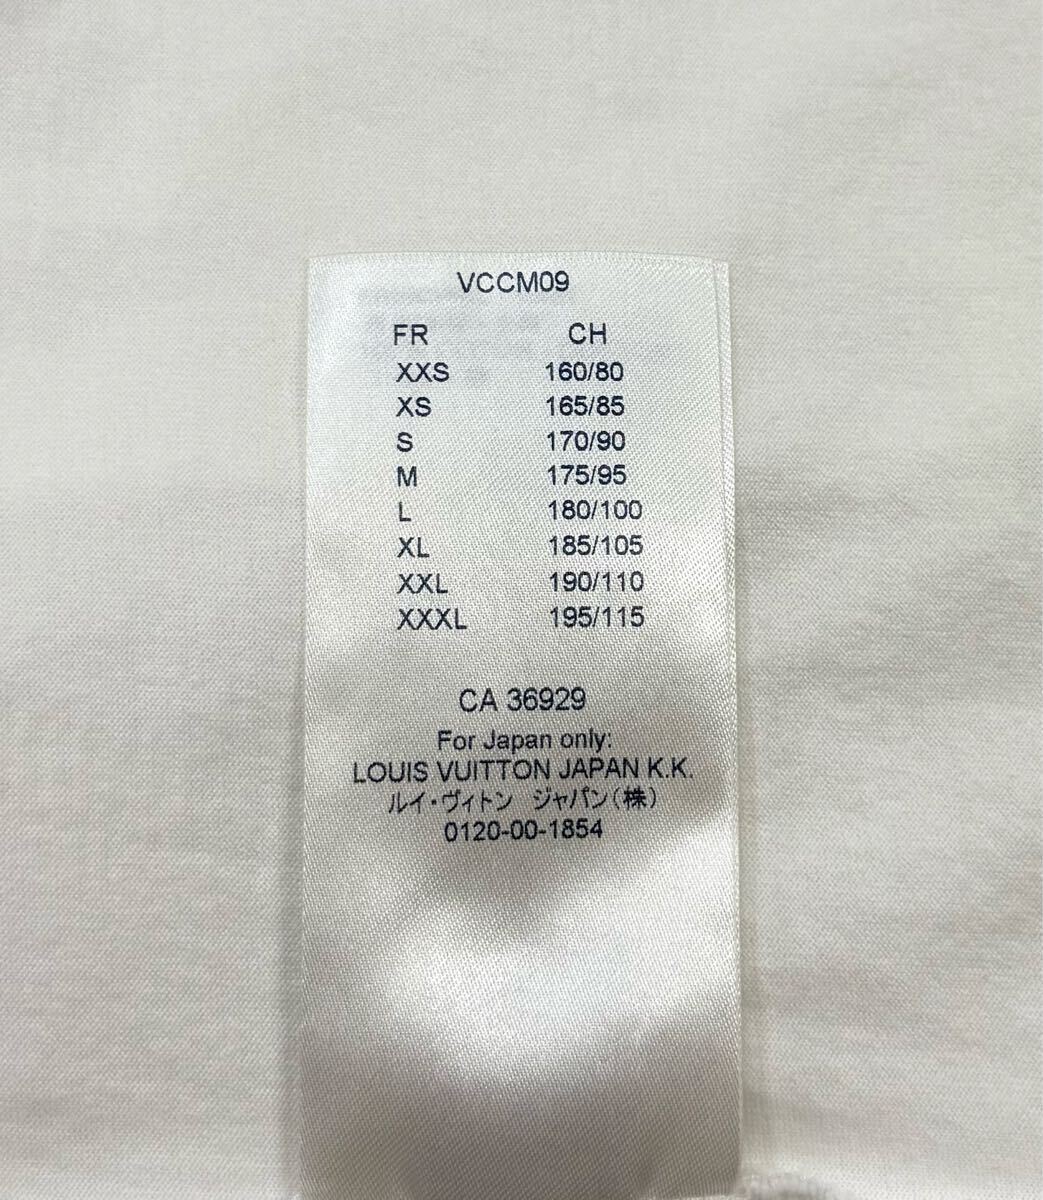 VCCM09
FR CH
XXS 160/80
XS 165/85
S 170/90
M 175/95
L 180/100
XL 185/105
XXL 190/110
XXXL 195/115
CA 36929
For Japan only:
LOUIS VUITTON JAPAN K.K.
ルイ・ヴィトン ジャパン(株)
0120-00-1854